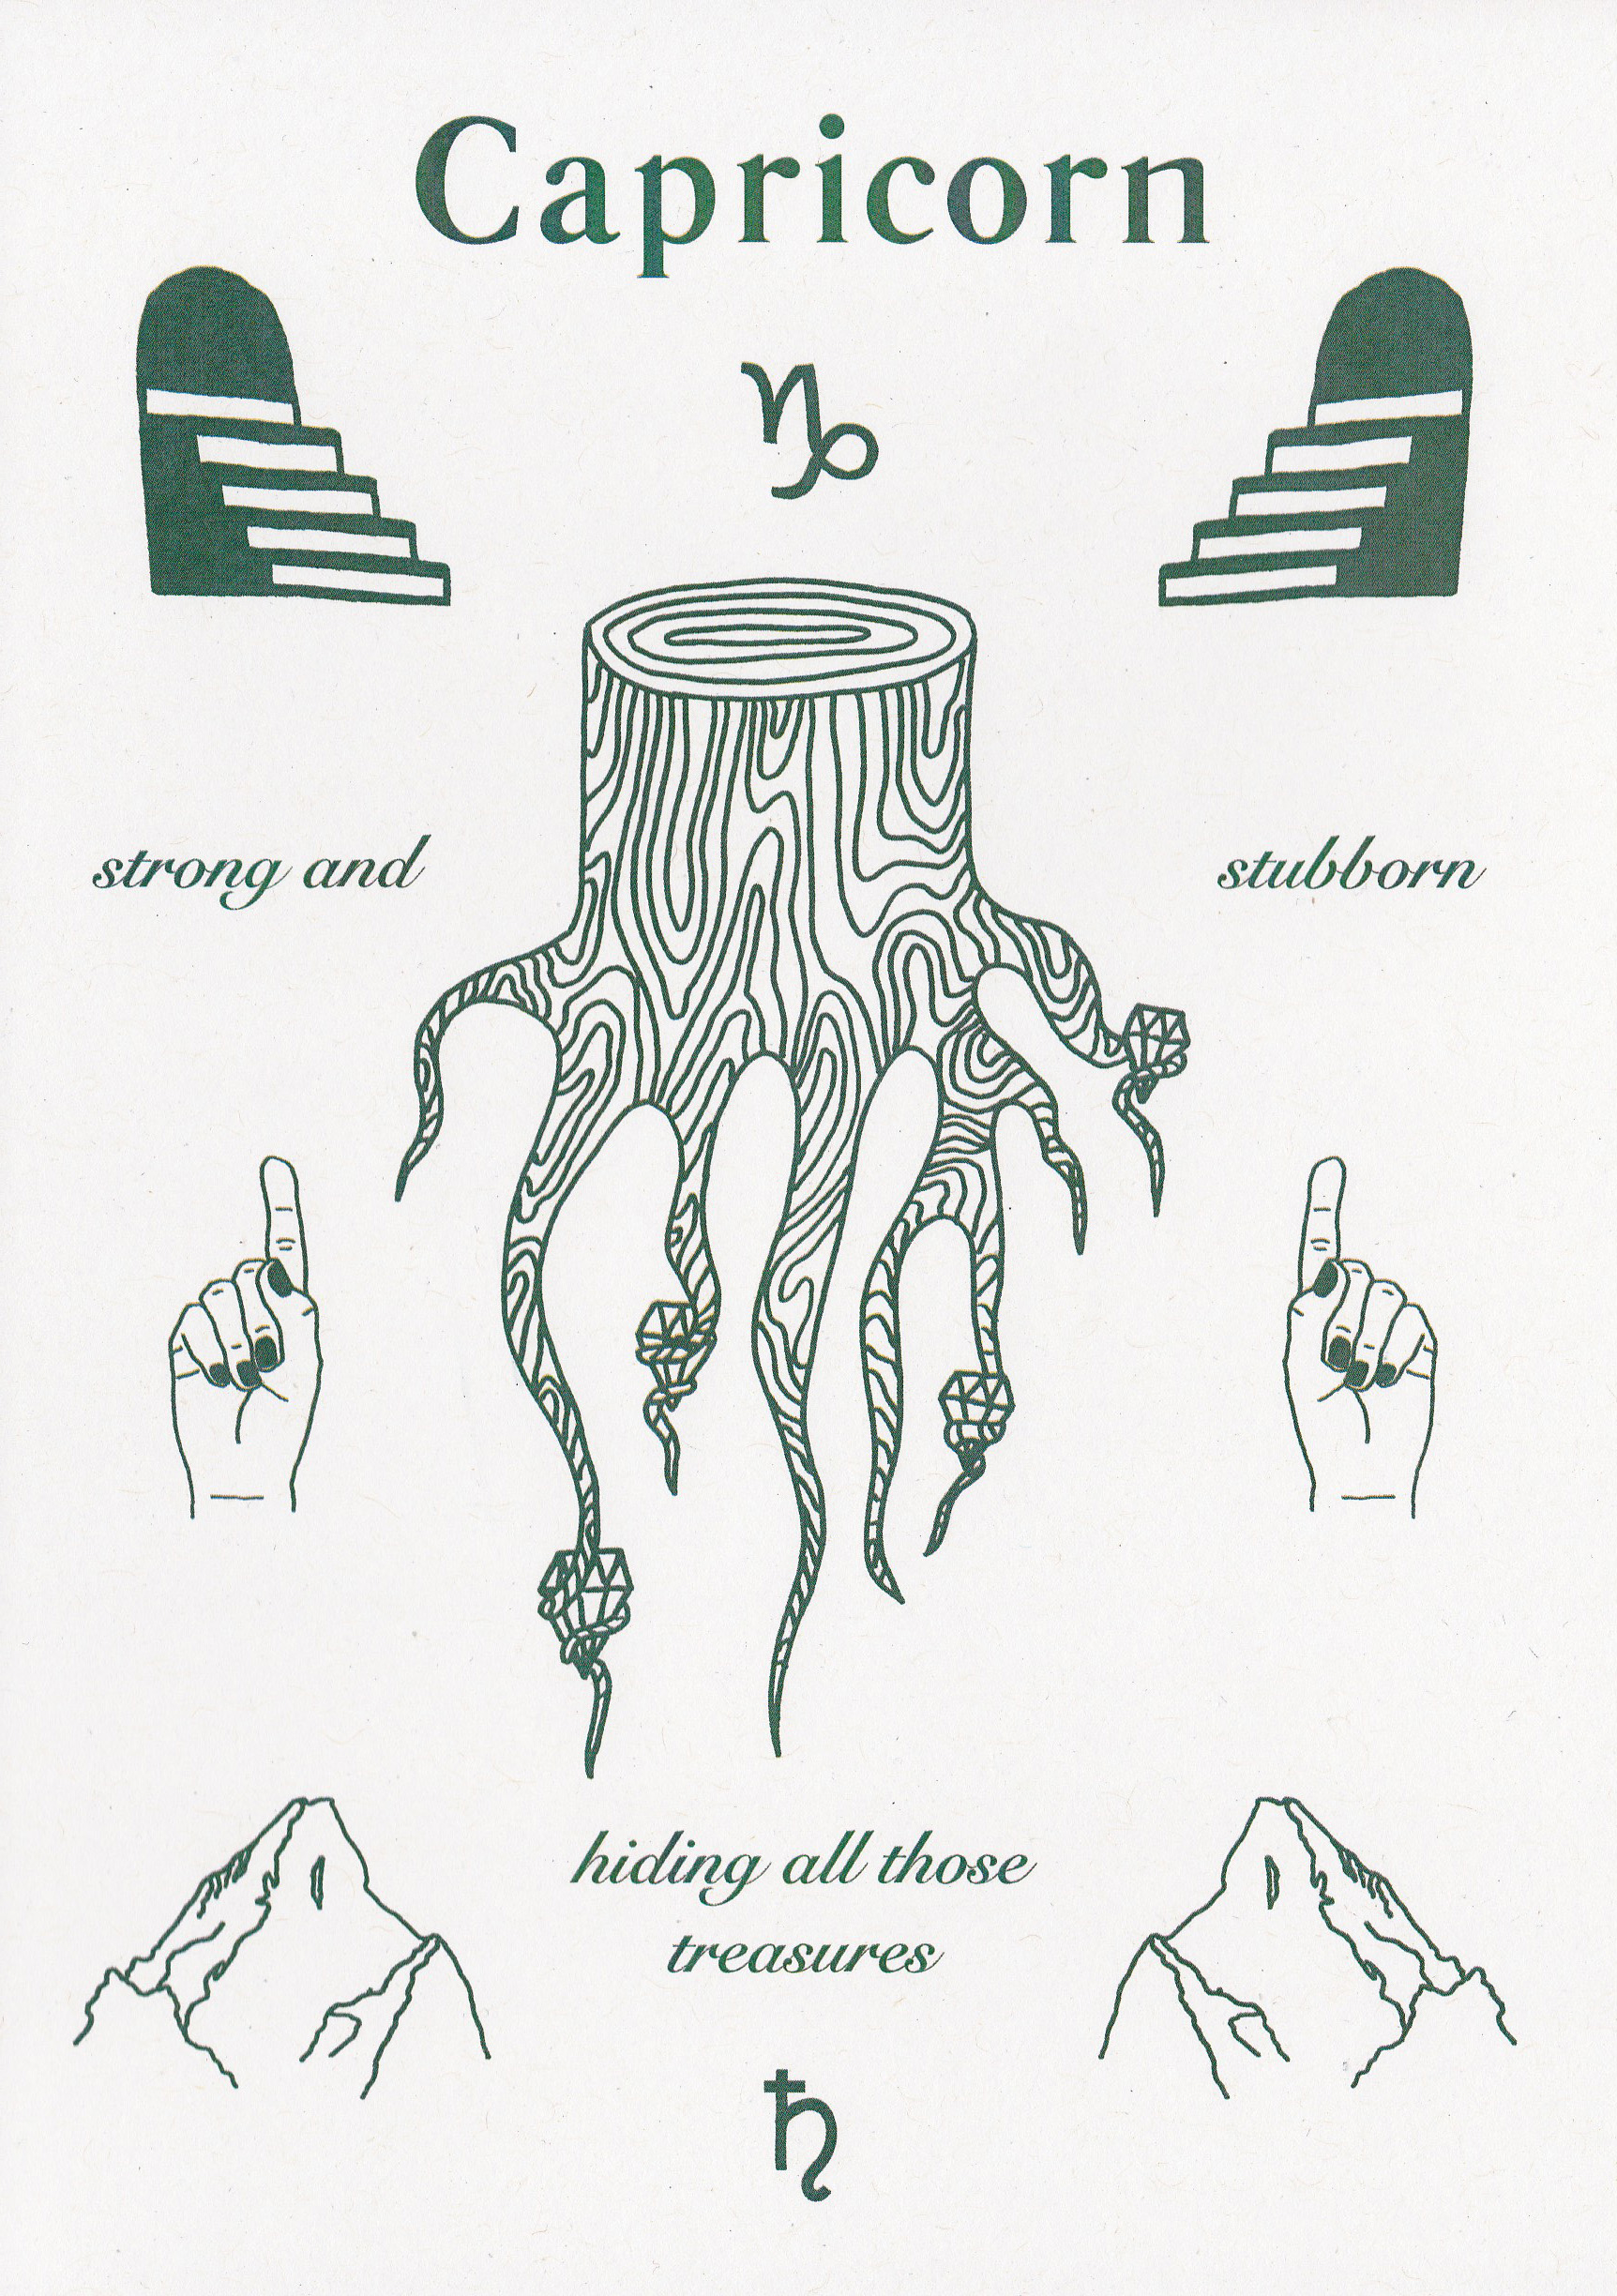 Capricorn
♑
strong and
stubborn
hiding all those
treasures
♄